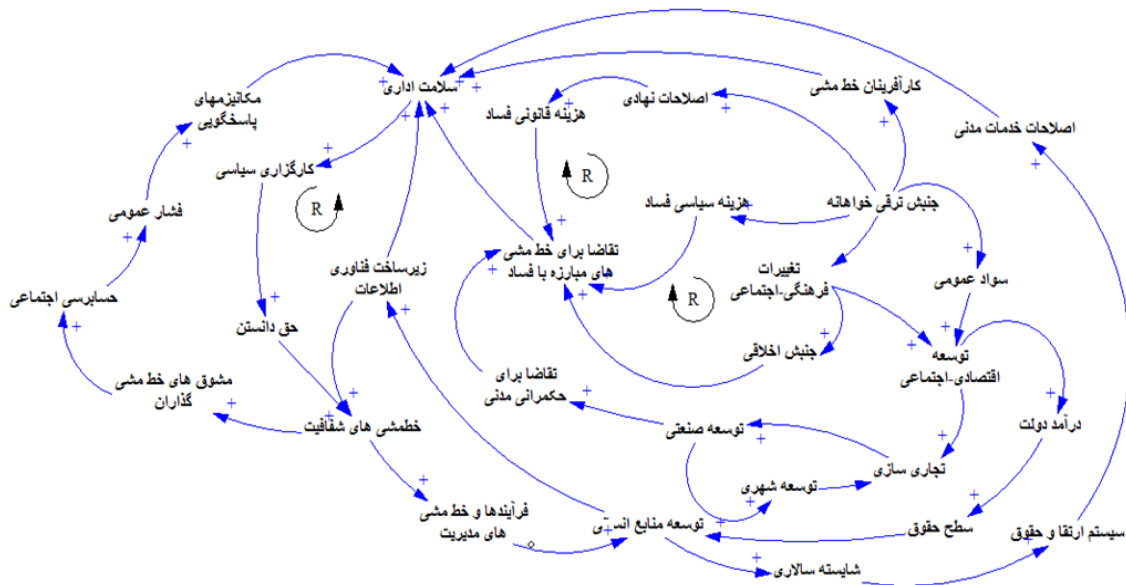 کارآفرینان خط مشی
سلامت اداری
مکانیزمهای
پاسخگویی
هزینه قانونی فساد
اصلاحات نهادی
اصلاحات خدمات مدنی
کارگزاری سیاسی
R
R
فشار عمومی
هزینه سیاسی فساد
جنبش ترقی خواهانه
تقاضا برای خط مشی
های مبارزه با فساد
زیرساخت فناوری
اطلاعات
تغییرات
فرهنگی-اجتماعی
سواد عمومی
R
حسابرسی اجتماعی
حق دانستن
جنبش اخلاقی
توسعه
اقتصادی-اجتماعی
تقاضا برای
حکمرانی مدنی
مشوق های خط مشی
گذاران
خطمشی های شفافیت
توسعه صنعتی
درآمد دولت
تجاری سازی
توسعه شهری
فرآیندها و خط مشی
های مدیریت
توسعه منابع
سطح حقوق
سیستم ارتقا و حقوق
شایسته سالاری